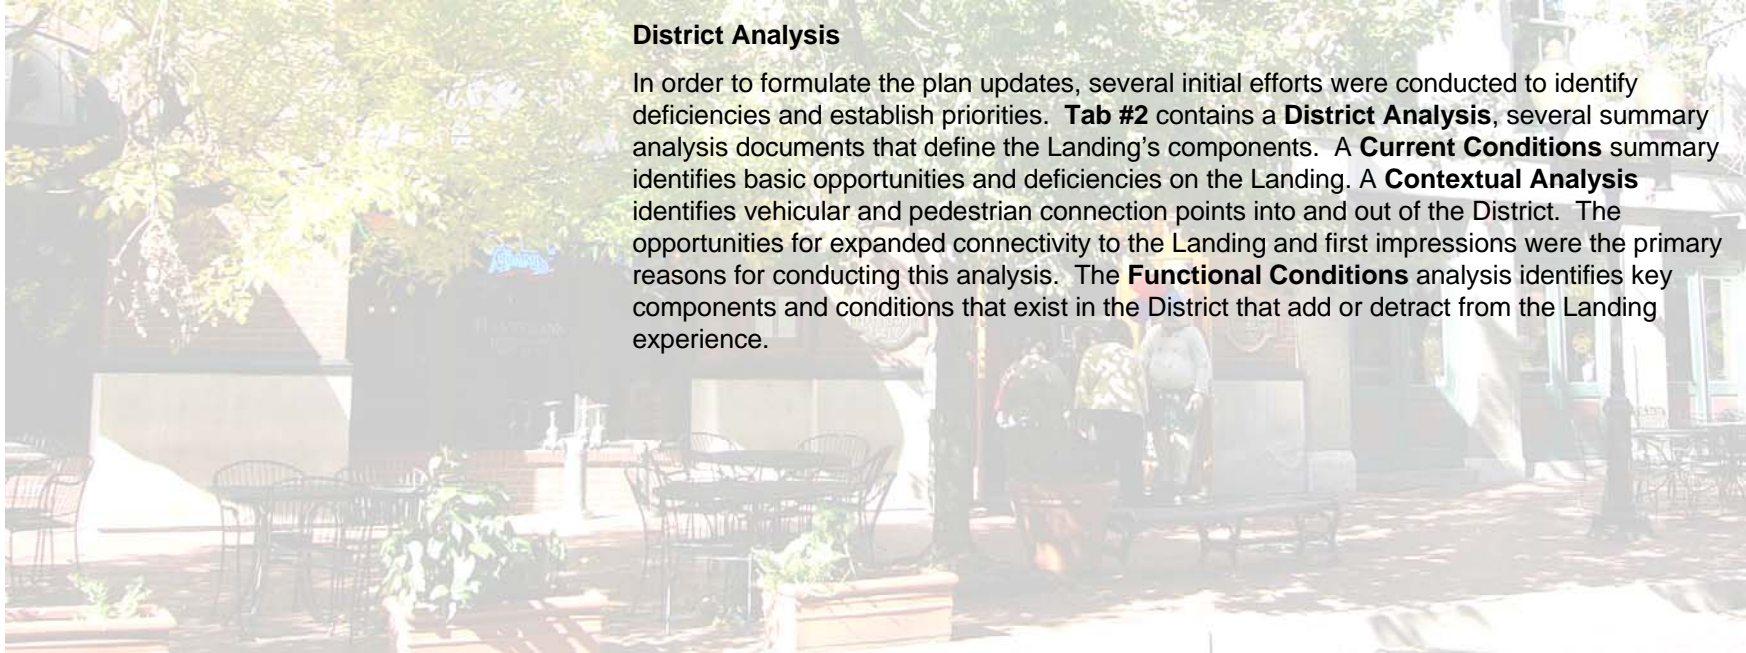 District Analysis
In order to formulate the plan updates, several initial efforts were conducted to identify
deficiencies and establish priorities.  Tab #2 contains a District Analysis, several summary
analysis documents that define the Landing’s components.  A Current Conditions summary
identifies basic opportunities and deficiencies on the Landing. A Contextual Analysis
identifies vehicular and pedestrian connection points into and out of the District.  The
opportunities for expanded connectivity to the Landing and first impressions were the primary
reasons for conducting this analysis.  The Functional Conditions analysis identifies key
components and conditions that exist in the District that add or detract from the Landing
experience.